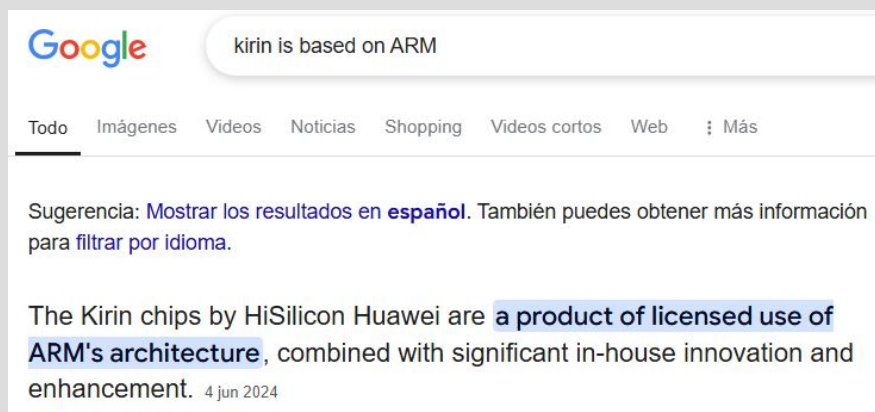 Google
kirin is based on ARM
Todo Imágenes Videos Noticias Shopping Videos cortos Web Más
Sugerencia: Mostrar los resultados en español. También puedes obtener más información
para filtrar por idioma.
The Kirin chips by HiSilicon Huawei are a product of licensed use of
ARM's architecture, combined with significant in-house innovation and
enhancement. 4 jun 2024